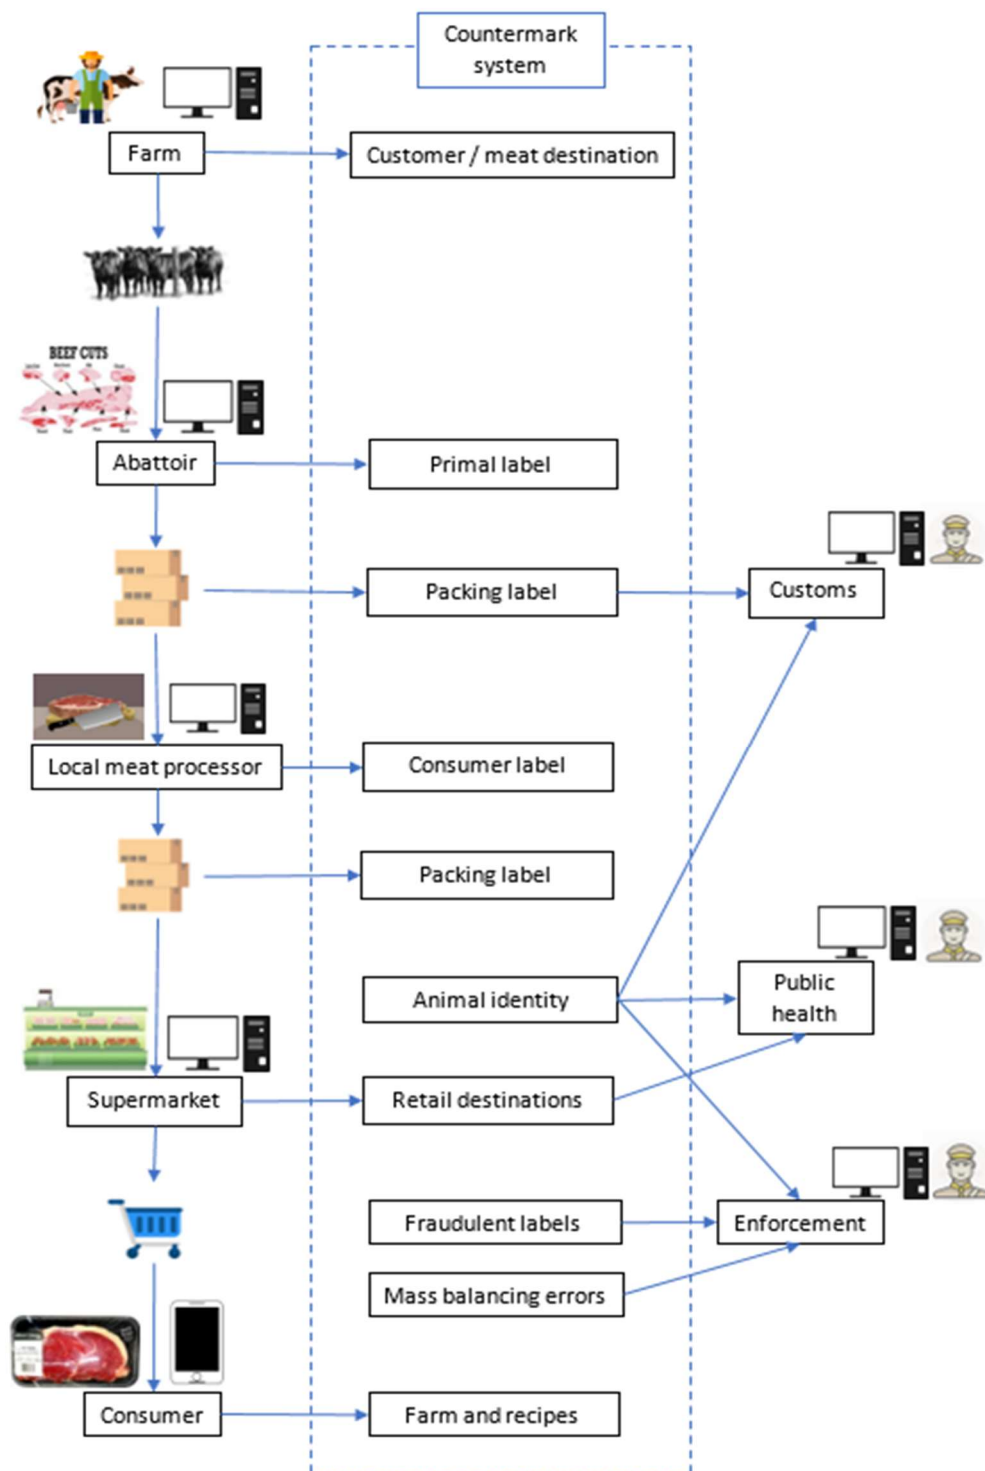 Countermark
system
Farm
Customer / meat destination
BEEF CUTS
Abattoir
Primal label
Packing label
Customs
Local meat processor
Consumer label
Packing label
Animal identity
Public
health
Supermarket
Retail destinations
Fraudulent labels
Enforcement
Mass balancing errors
Consumer
Farm and recipes